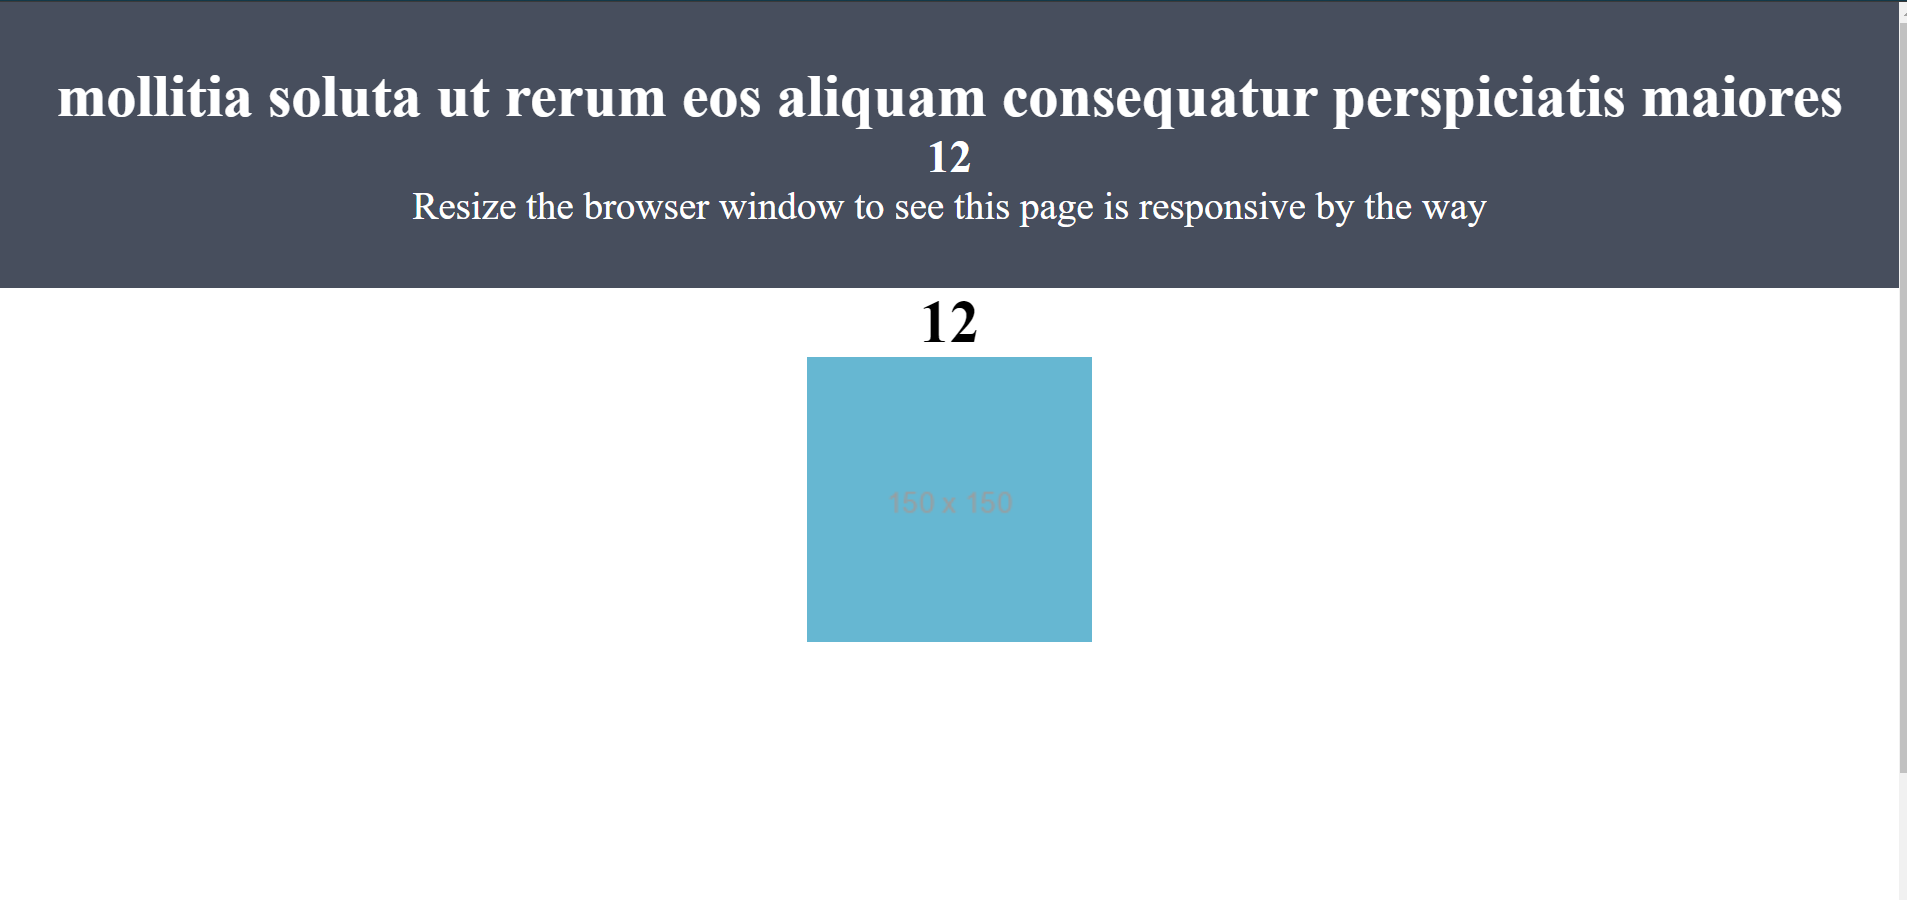 mollitia soluta ut rerum eos aliquam consequatur perspiciatis maiores
12
Resize the browser window to see this page is responsive by the way
12
150 x 150